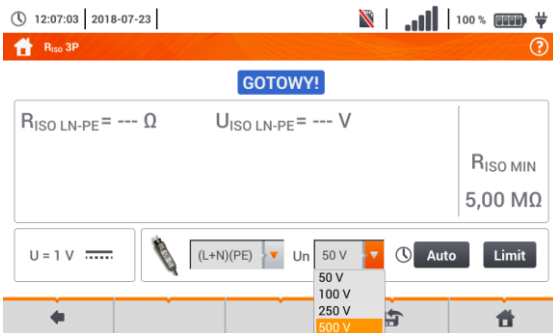 12:07:03 2018-07-23 100 %
RISO 3P ?
GOTOWY!
RISO LN-PE= --- Ω UISO LN-PE= --- V
RISO MIN
5,00 MΩ
U = 1 V (L+N)(PE) Un 50 V Auto Limit
50 V
100 V
250 V
500 V